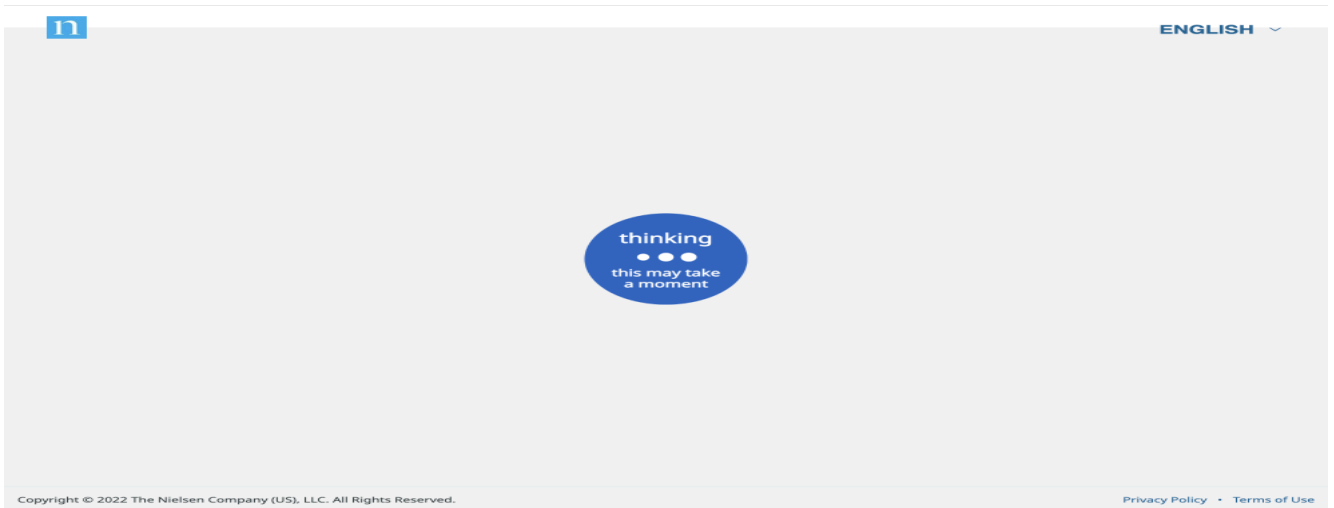 n
ENGLISH
thinking
this may take
a moment
Copyright © 2022 The Nielsen Company (US), LLC. All Rights Reserved.
Privacy Policy • Terms of Use